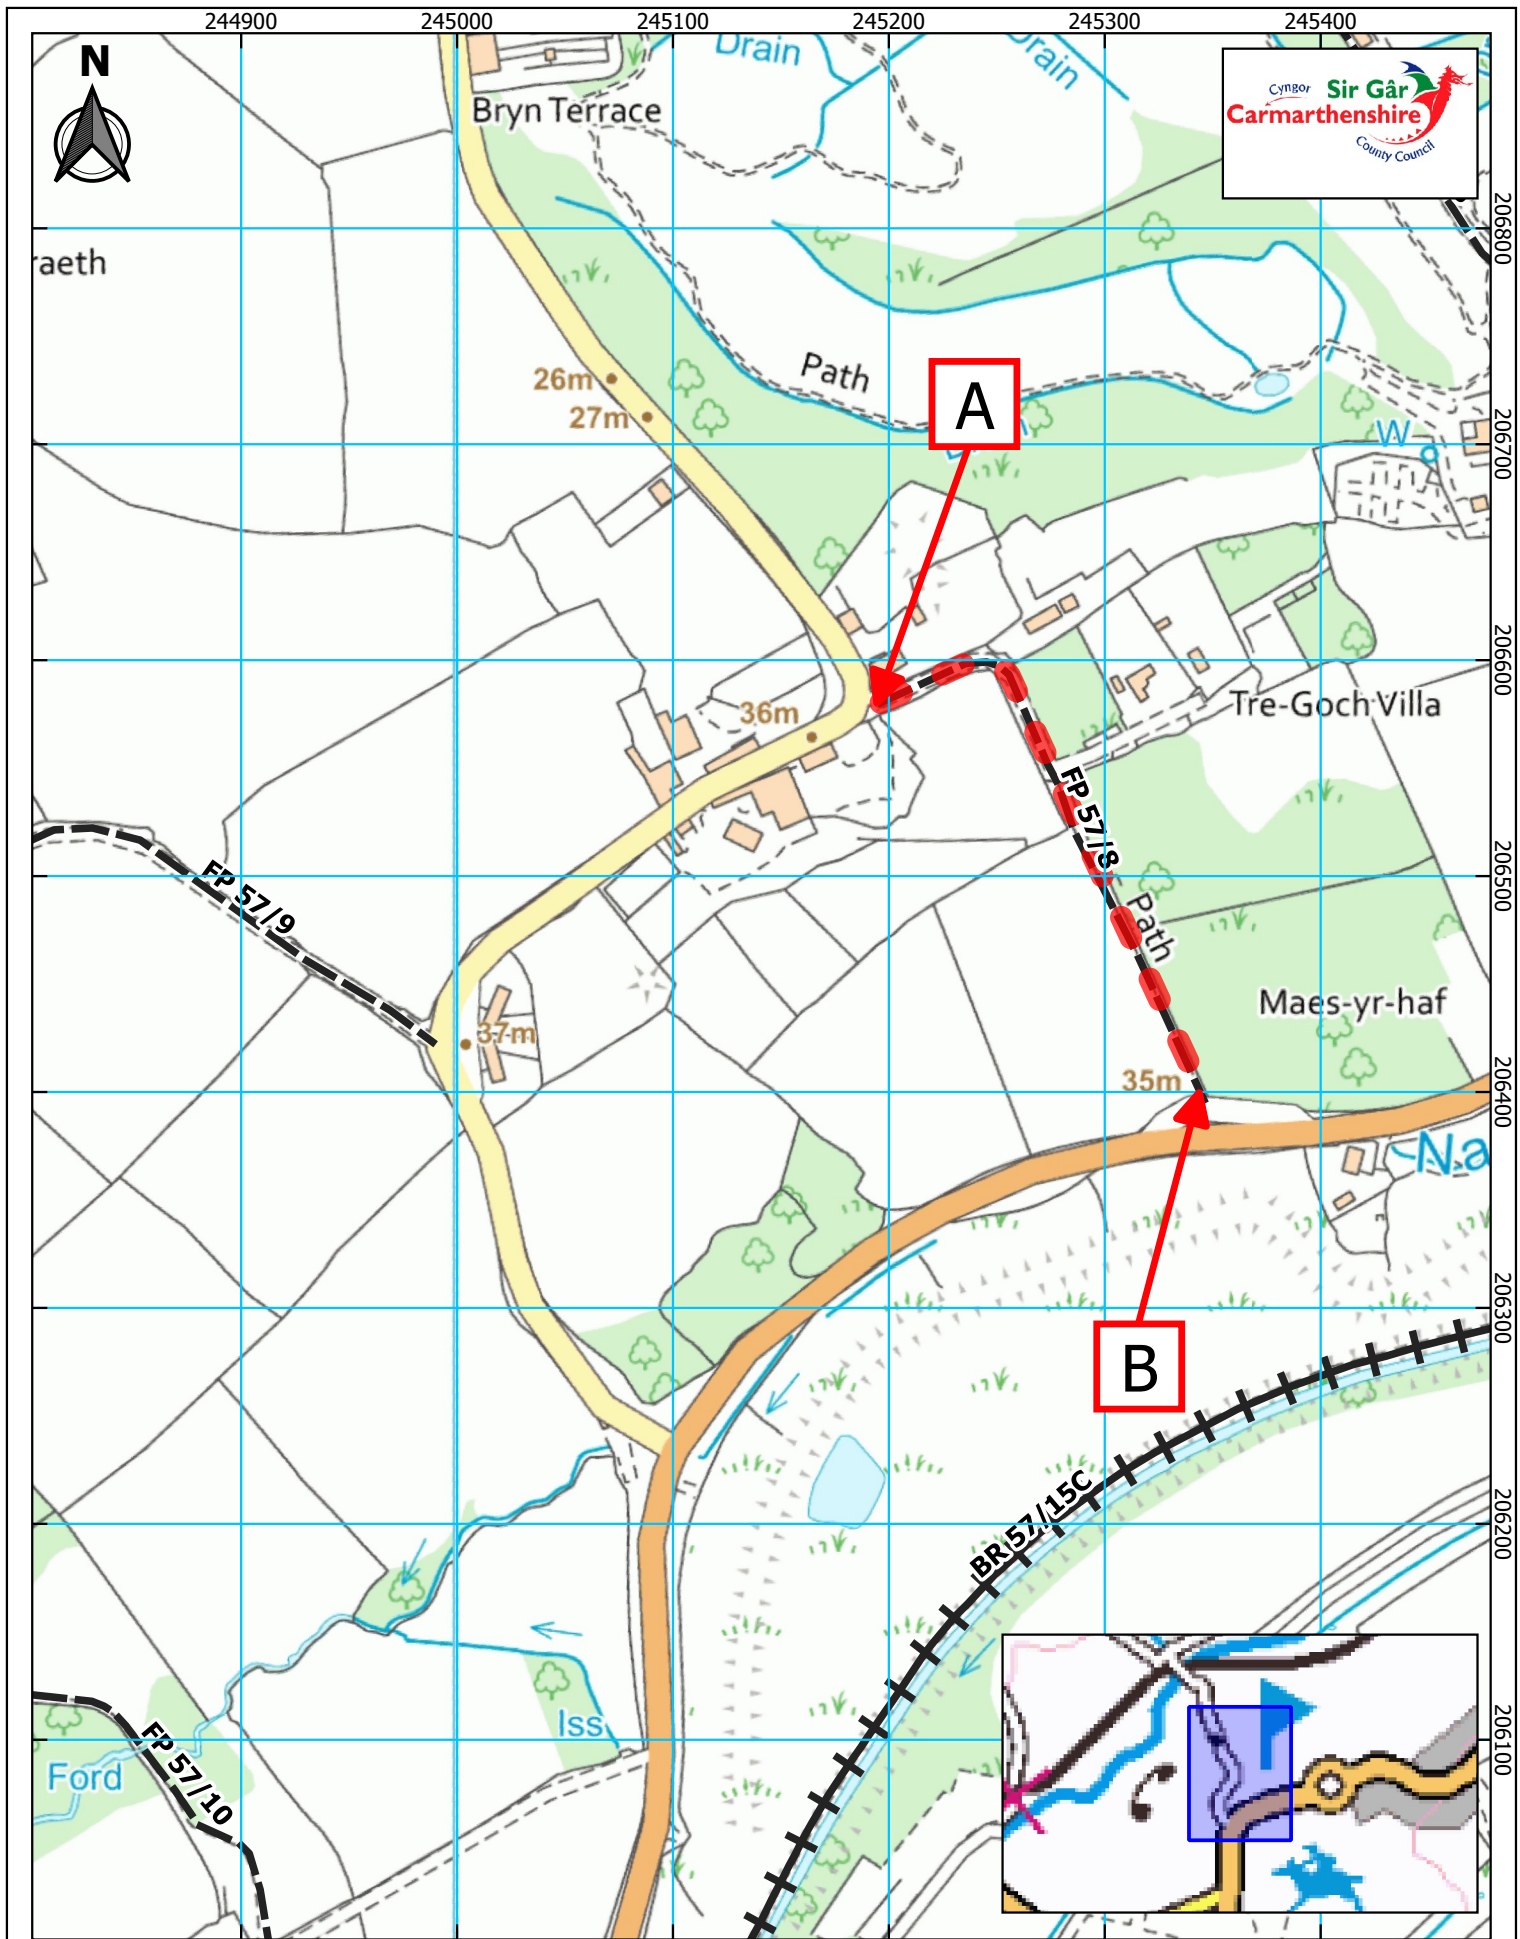 244900 245000 245100 245200 245300 245400
N
Drain
Drain
Bryn Terrace
Cyngor Sir Gâr
Carmarthenshire
County Council
206800
raeth
Path
26m
27m
A
W
206700
206600
Tre-Goch Villa
36m
FP 57/8
FP 57/9
206500
Path
Maes-yr-haf
37m
35m
206400
Na
206300
B
BR 57/15C
206200
Iss
FP 57/10
Ford
206100